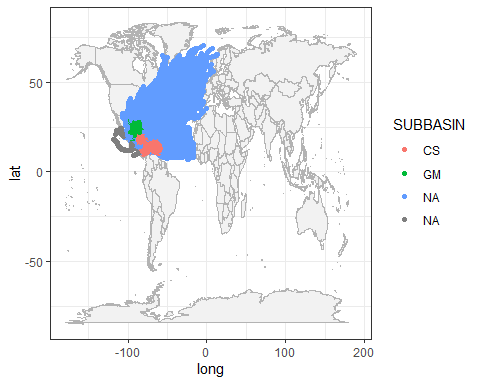 50
0
-50
lat
-100
0
100
200
long
SUBBASIN
CS
GM
NA
NA